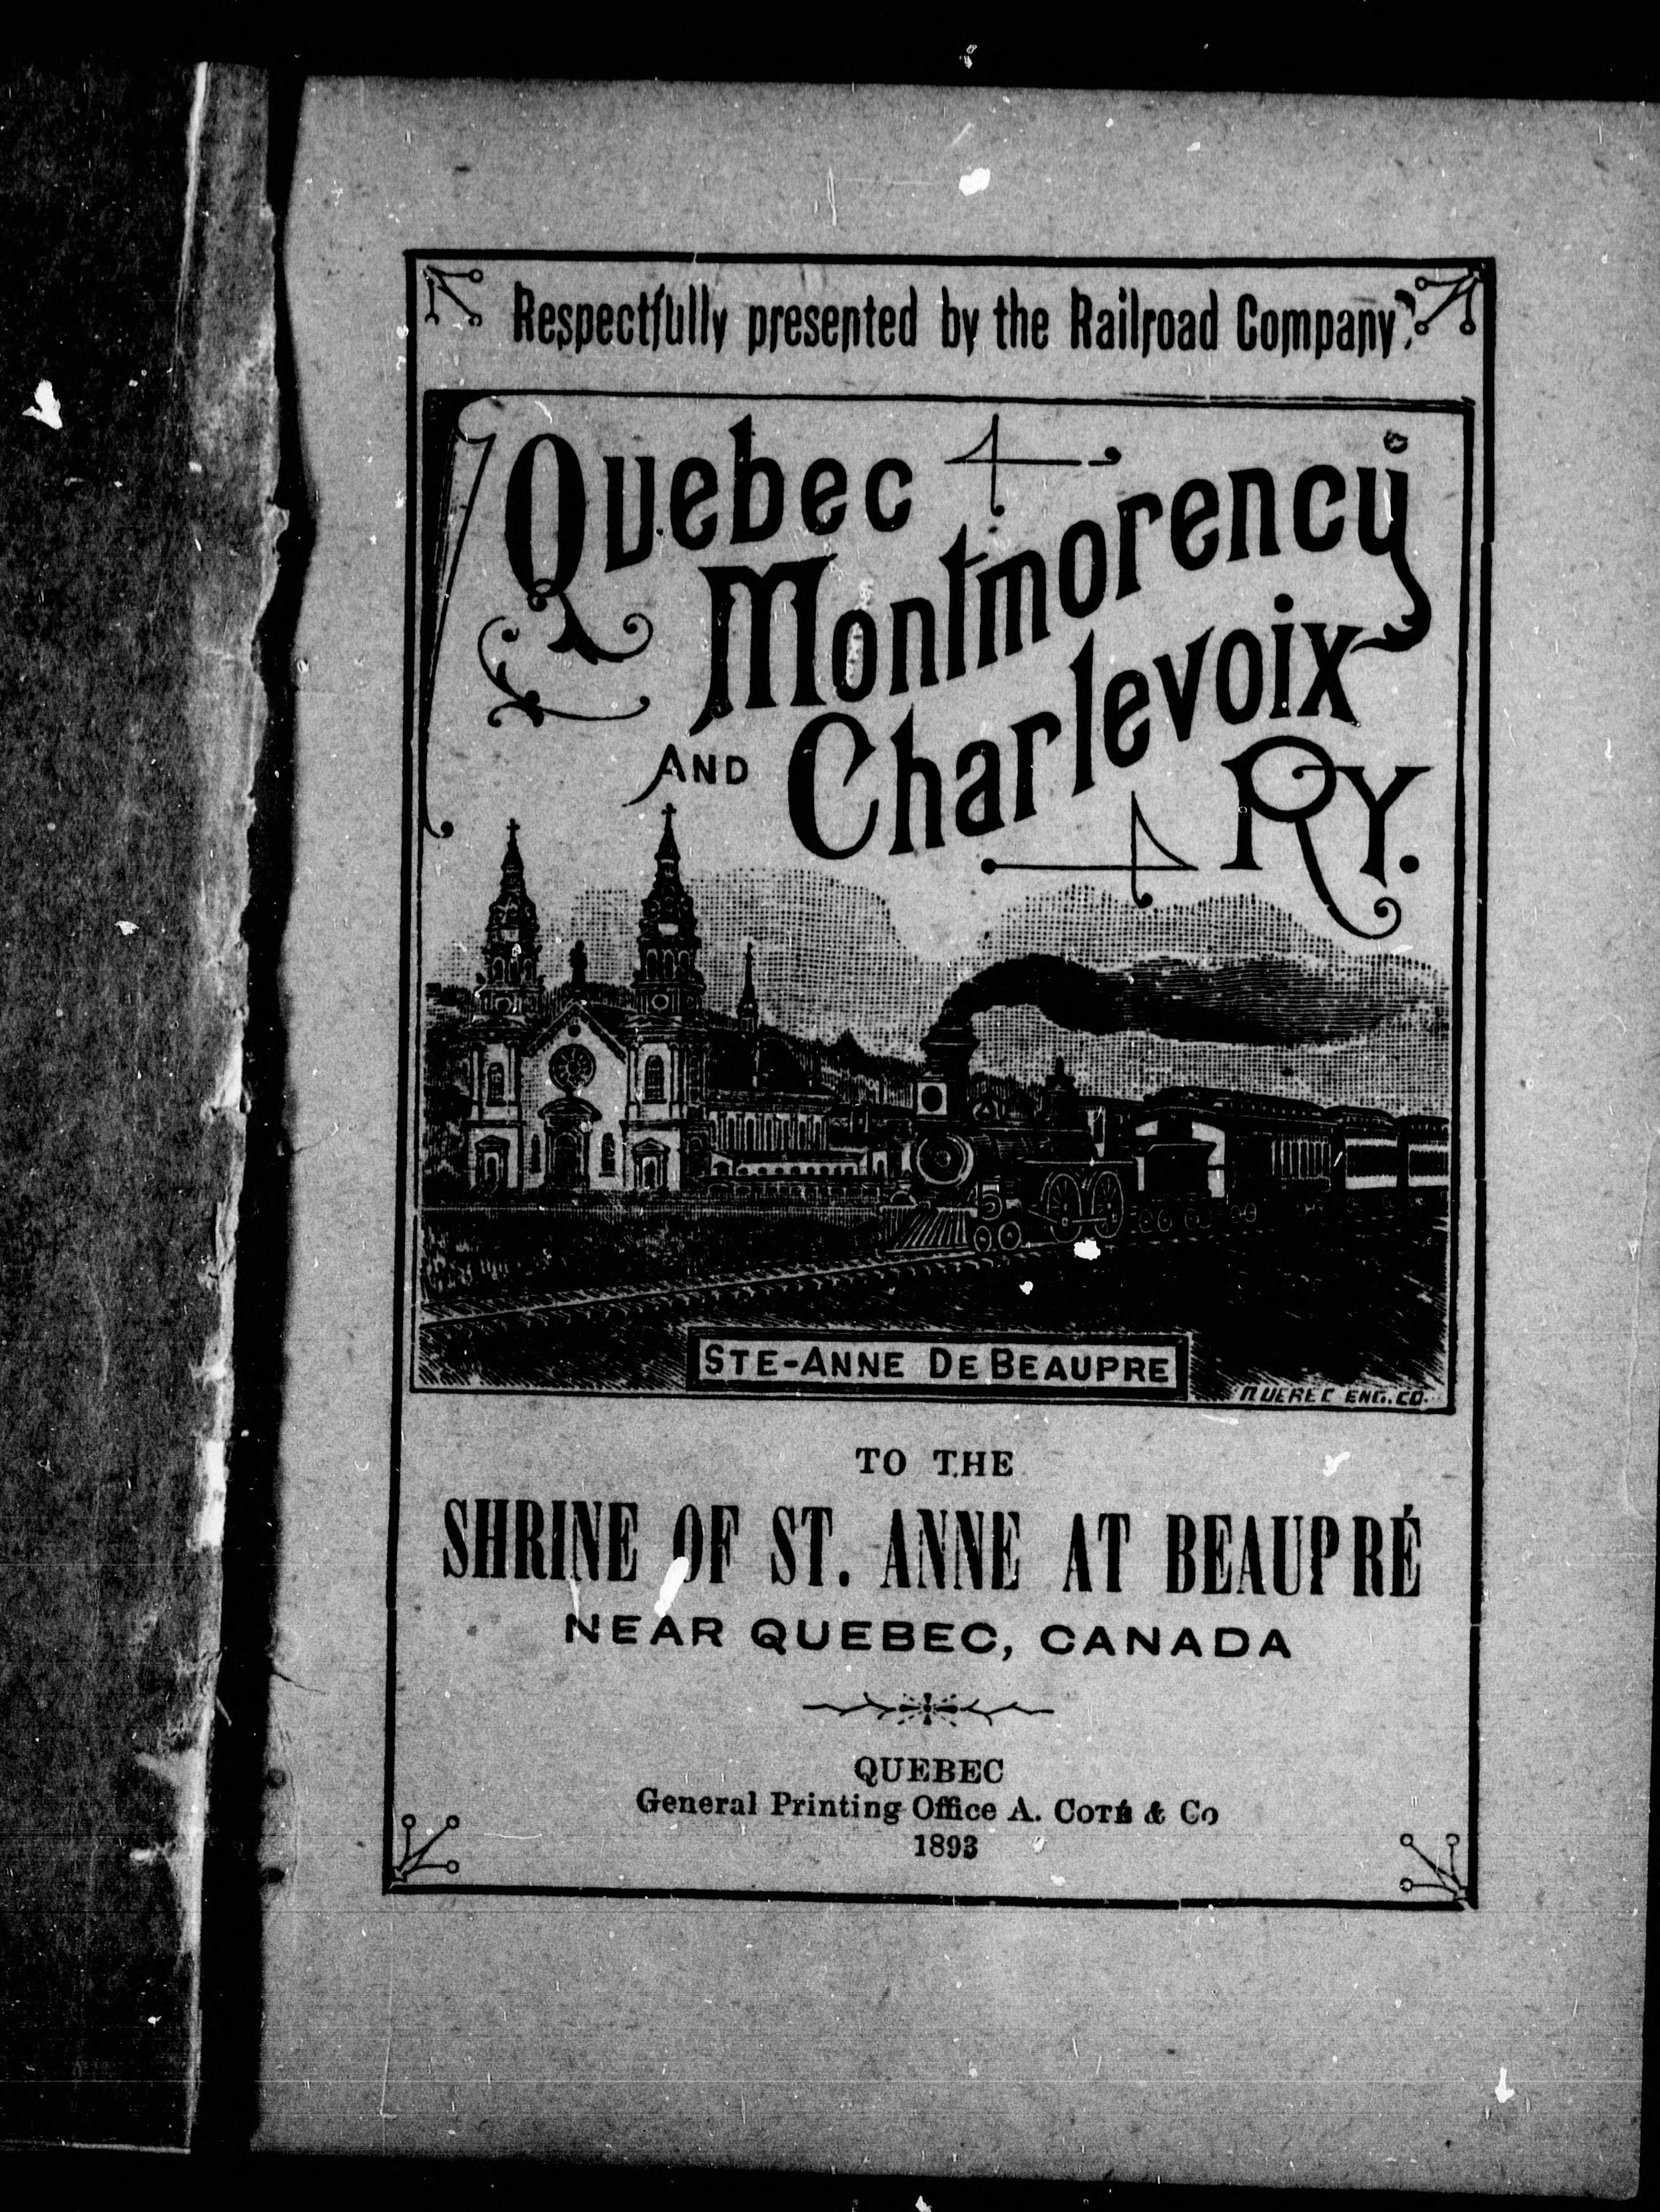 Respectfully presented by the Railroad Company.
Quebec
Montmorency
AND Charlevoix
RY.
5
STE-ANNE DE BEAUPRE
QUEBEC ENG. CO.
TO THE
SHRINE OF ST. ANNE AT BEAUPRÉ
NEAR QUEBEC, CANADA
QUEBEC
General Printing Office A. COTÉ & Co
1893